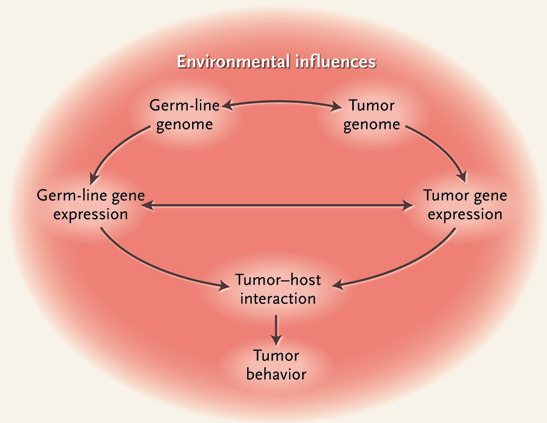 Environmental influences
Germ-line
genome
Tumor
genome
Germ-line gene
expression
Tumor gene
expression
Tumor–host
interaction
Tumor
behavior